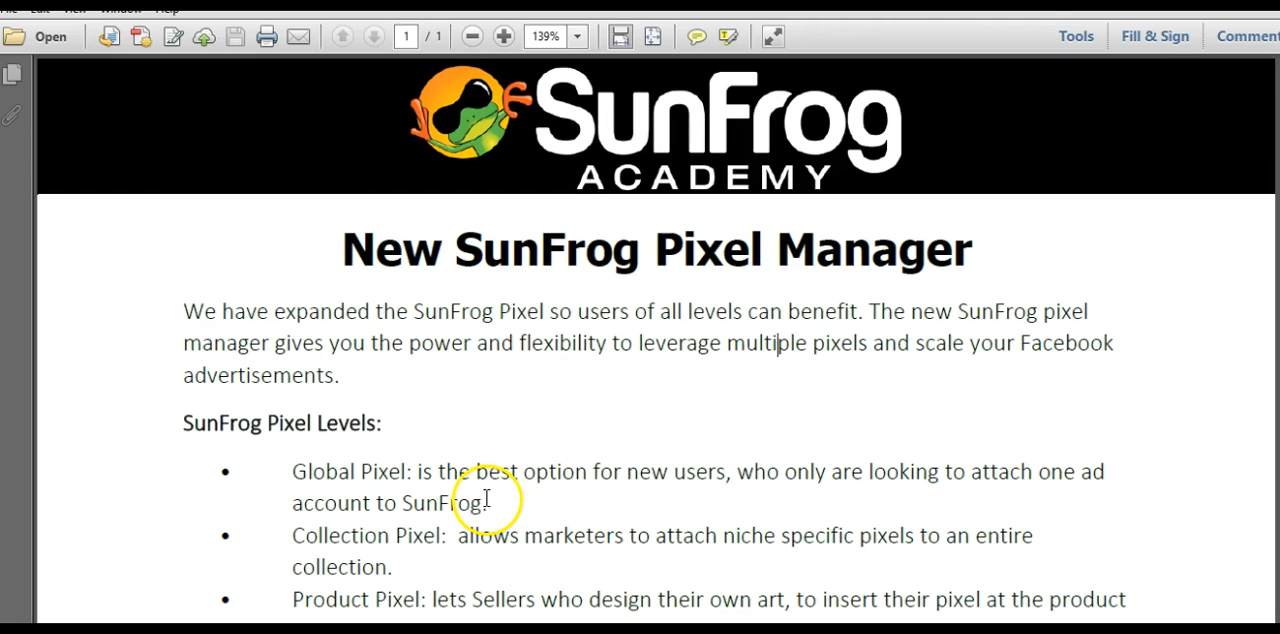 Open
1 / 1
139%
Tools
Fill & Sign
Comment
SunFrog
ACADEMY
New SunFrog Pixel Manager
We have expanded the SunFrog Pixel so users of all levels can benefit. The new SunFrog pixel
manager gives you the power and flexibility to leverage multiple pixels and scale your Facebook
advertisements.
SunFrog Pixel Levels:
• Global Pixel: is the best option for new users, who only are looking to attach one ad
account to SunFrog.
• Collection Pixel: allows marketers to attach niche specific pixels to an entire
collection.
• Product Pixel: lets Sellers who design their own art, to insert their pixel at the product